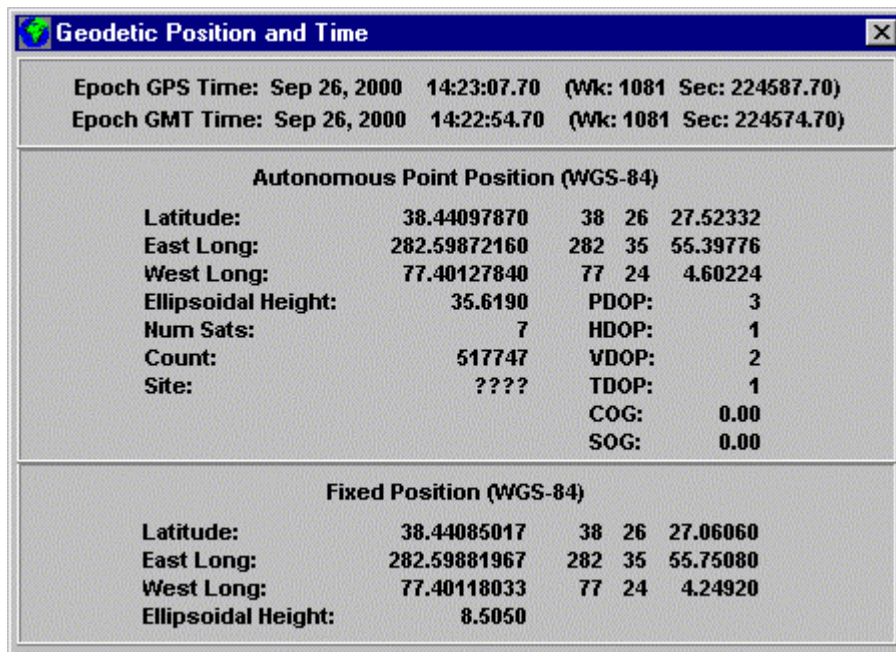 Geodetic Position and Time
Epoch GPS Time: Sep 26, 2000 14:23:07.70 (Wk: 1081 Sec: 224587.70)
Epoch GMT Time: Sep 26, 2000 14:22:54.70 (Wk: 1081 Sec: 224574.70)
Autonomous Point Position (WGS-84)
Latitude: 38.44097870 38 26 27.52332
East Long: 282.59872160 282 35 55.39776
West Long: 77.40127840 77 24 4.60224
Ellipsoidal Height: 35.6190 PDOP: 3
Num Sats: 7 HDOP: 1
Count: 517747 VDOP: 2
Site: ???? TDOP: 1
COG: 0.00
SOG: 0.00
Fixed Position (WGS-84)
Latitude: 38.44085017 38 26 27.06060
East Long: 282.59881967 282 35 55.75080
West Long: 77.40118033 77 24 4.24920
Ellipsoidal Height: 8.5050